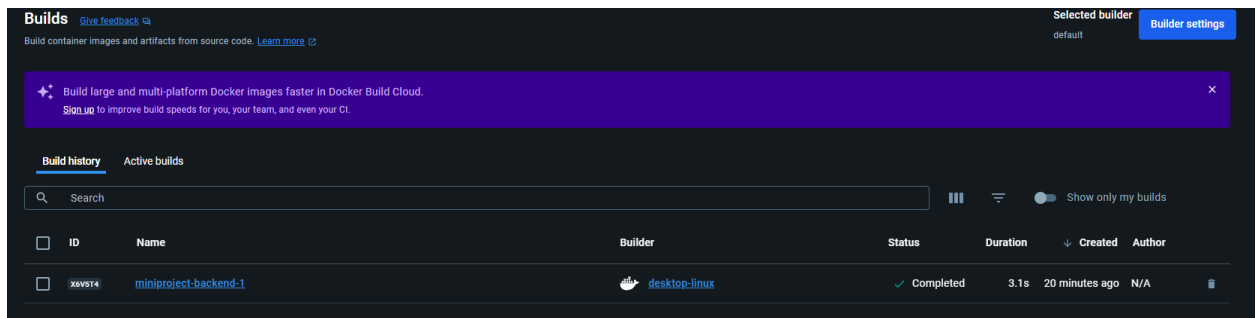 Builds Give feedback
Selected builder
default
Builder settings
Build container images and artifacts from source code. Learn more
Build large and multi-platform Docker images faster in Docker Build Cloud.
Sign up to improve build speeds for you, your team, and even your CI.
Build history Active builds
Search
Show only my builds
ID Name Builder Status Duration Created Author
X6V5T4 miniproject-backend-1 desktop-linux Completed 3.1s 20 minutes ago N/A